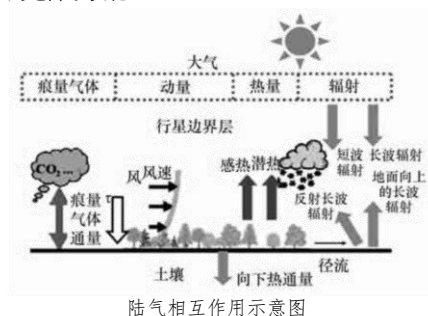 大气
痕量气体 动量 热量 辐射
行星边界层
短波
辐射
长波辐射
地面向上
的长波
辐射
感热 潜热
反射长波
辐射
风 风速
CO₂...
痕量
气体
通量
土壤
向下热通量
径流
陆气相互作用示意图